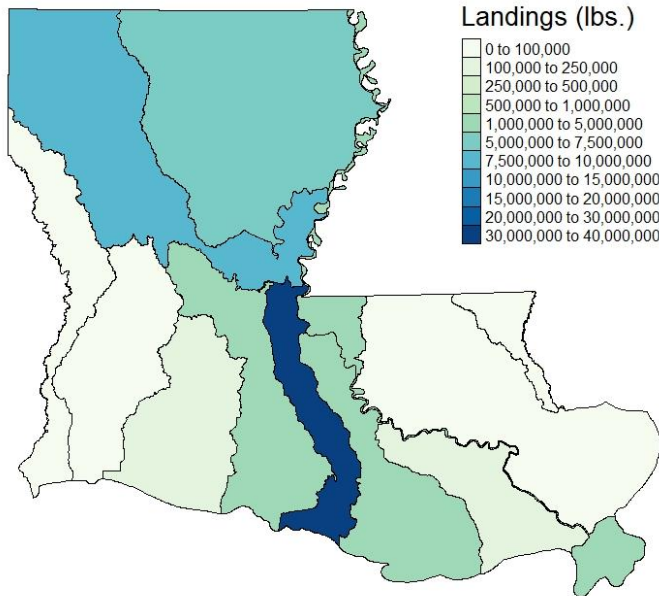 Landings (lbs.)
0 to 100,000
100,000 to 250,000
250,000 to 500,000
500,000 to 1,000,000
1,000,000 to 5,000,000
5,000,000 to 7,500,000
7,500,000 to 10,000,000
10,000,000 to 15,000,000
15,000,000 to 20,000,000
20,000,000 to 30,000,000
30,000,000 to 40,000,000